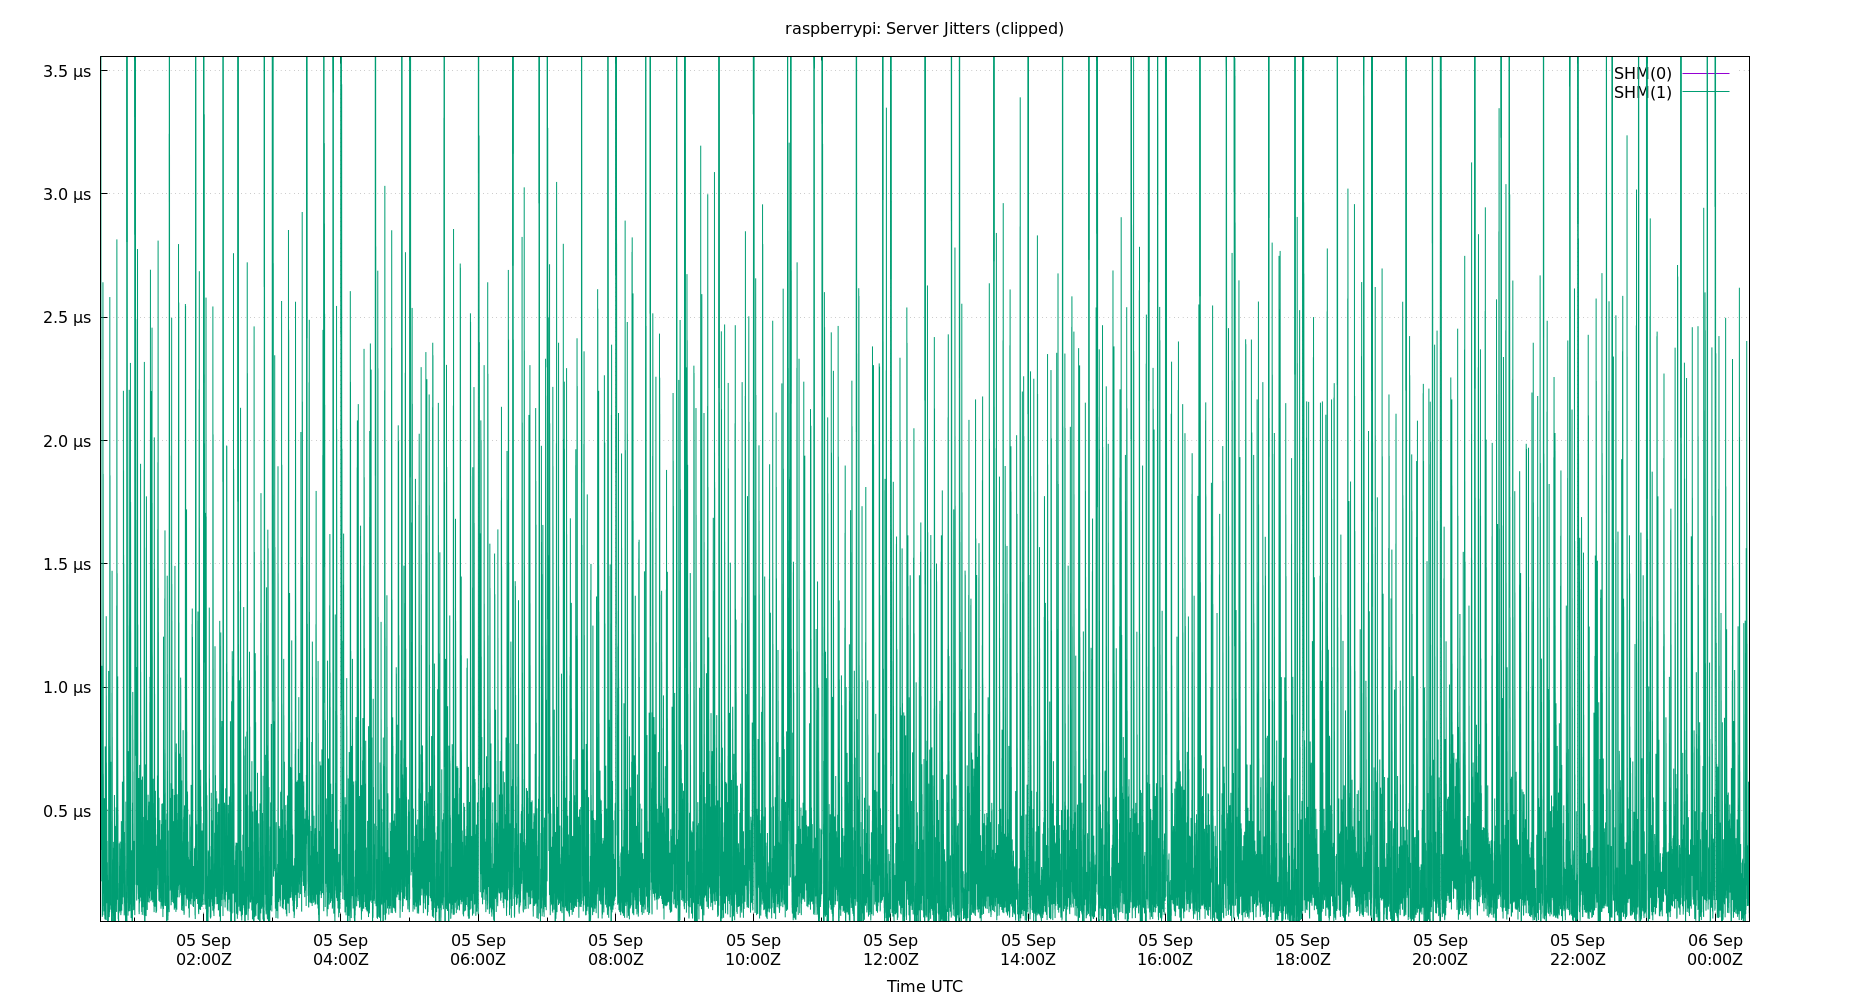 raspberrypi: Server Jitters (clipped)
3.5 µs
SHM(0)
SHM(1)
3.0 µs
2.5 µs
2.0 µs
1.5 µs
1.0 µs
0.5 µs
05 Sep 05 Sep 05 Sep 05 Sep 05 Sep 05 Sep 05 Sep 05 Sep 05 Sep 05 Sep 05 Sep 06 Sep
02:00Z 04:00Z 06:00Z 08:00Z 10:00Z 12:00Z 14:00Z 16:00Z 18:00Z 20:00Z 22:00Z 00:00Z
Time UTC